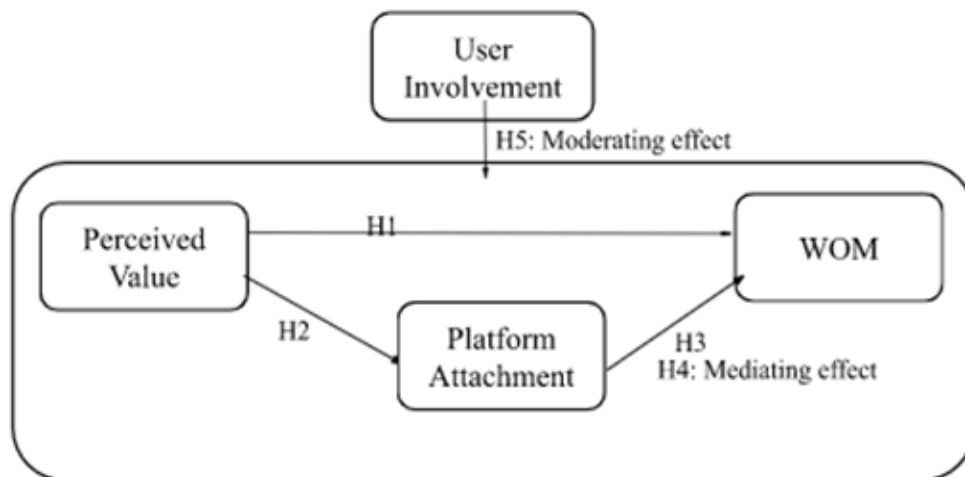 User
Involvement
H5: Moderating effect
Perceived
Value
H1
WOM
H2
Platform
Attachment
H3
H4: Mediating effect